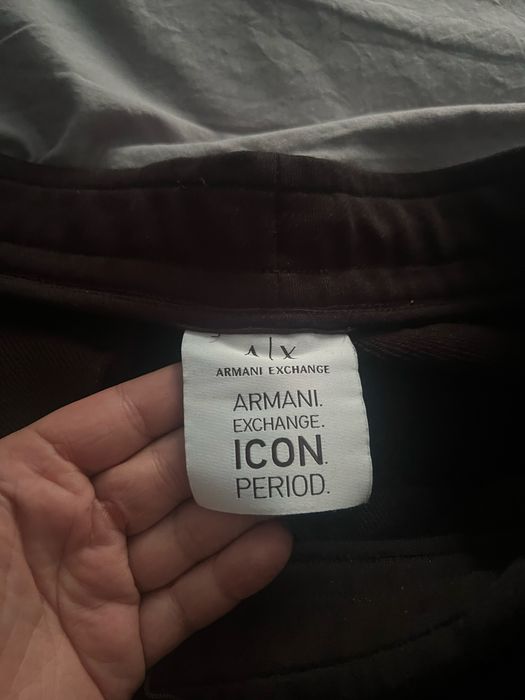 A|X
ARMANI EXCHANGE
ARMANI.
EXCHANGE.
ICON.
PERIOD.